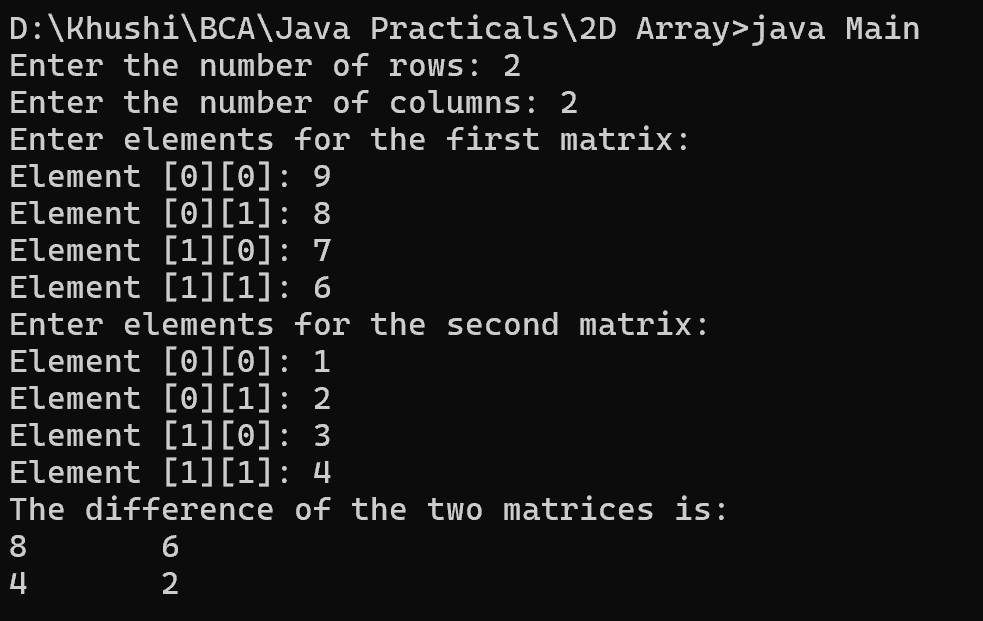 D:\Khushi\BCA\Java Practicals\2D Array>java Main
Enter the number of rows: 2
Enter the number of columns: 2
Enter elements for the first matrix:
Element [0][0]: 9
Element [0][1]: 8
Element [1][0]: 7
Element [1][1]: 6
Enter elements for the second matrix:
Element [0][0]: 1
Element [0][1]: 2
Element [1][0]: 3
Element [1][1]: 4
The difference of the two matrices is:
8       6
4       2